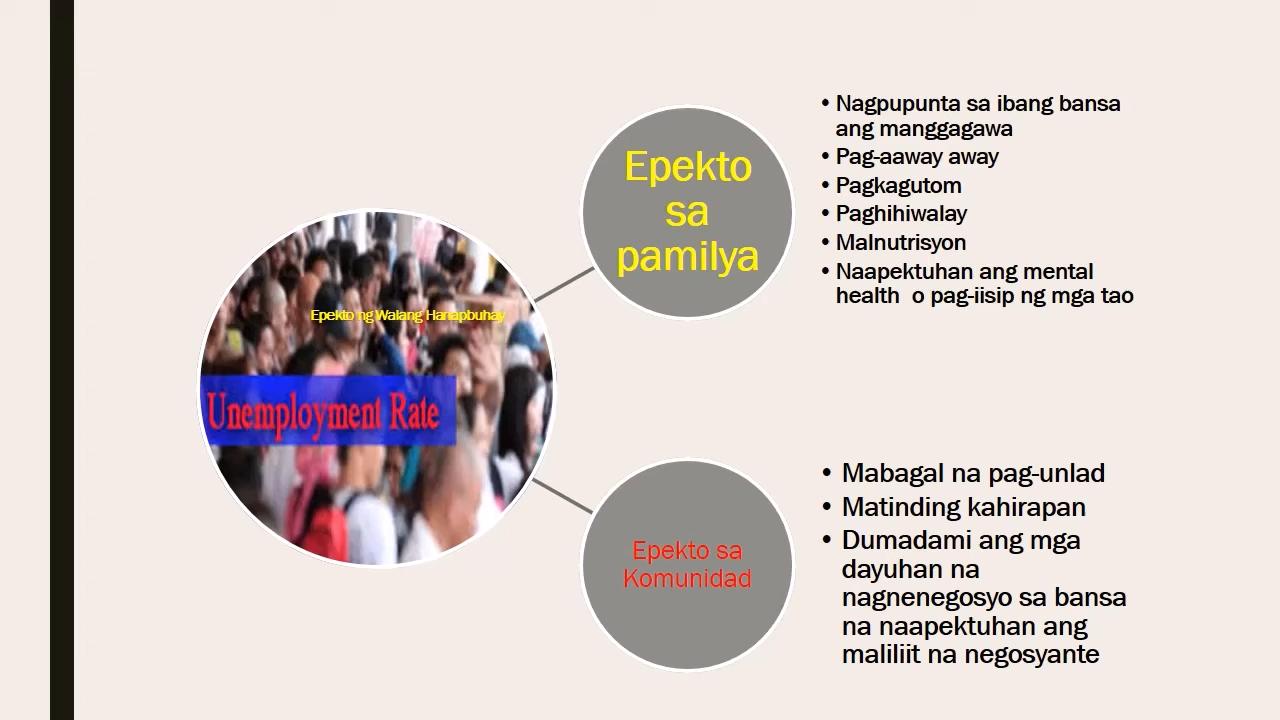 Epekto ng Walang Hanapbuhay
Unemployment Rate
Epekto
sa
pamilya
• Nagpupunta sa ibang bansa
ang manggagawa
• Pag-aaway away
• Pagkagutom
• Paghihiwalay
• Malnutrisyon
• Naapektuhan ang mental
health  o pag-iisip ng mga tao
Epekto sa
Komunidad
• Mabagal na pag-unlad
• Matinding kahirapan
• Dumadami ang mga
dayuhan na
nagnenegosyo sa bansa
na naapektuhan ang
maliliit na negosyante